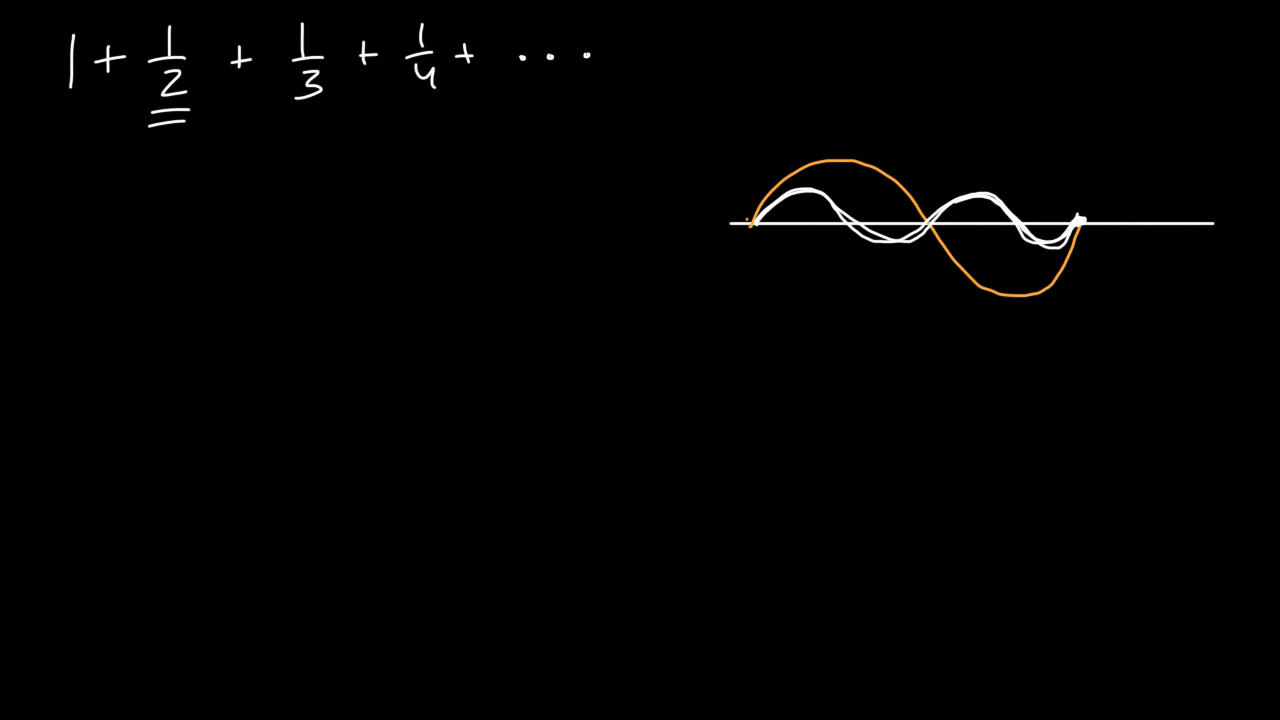 1 + 1/2 + 1/3 + 1/4 + ...